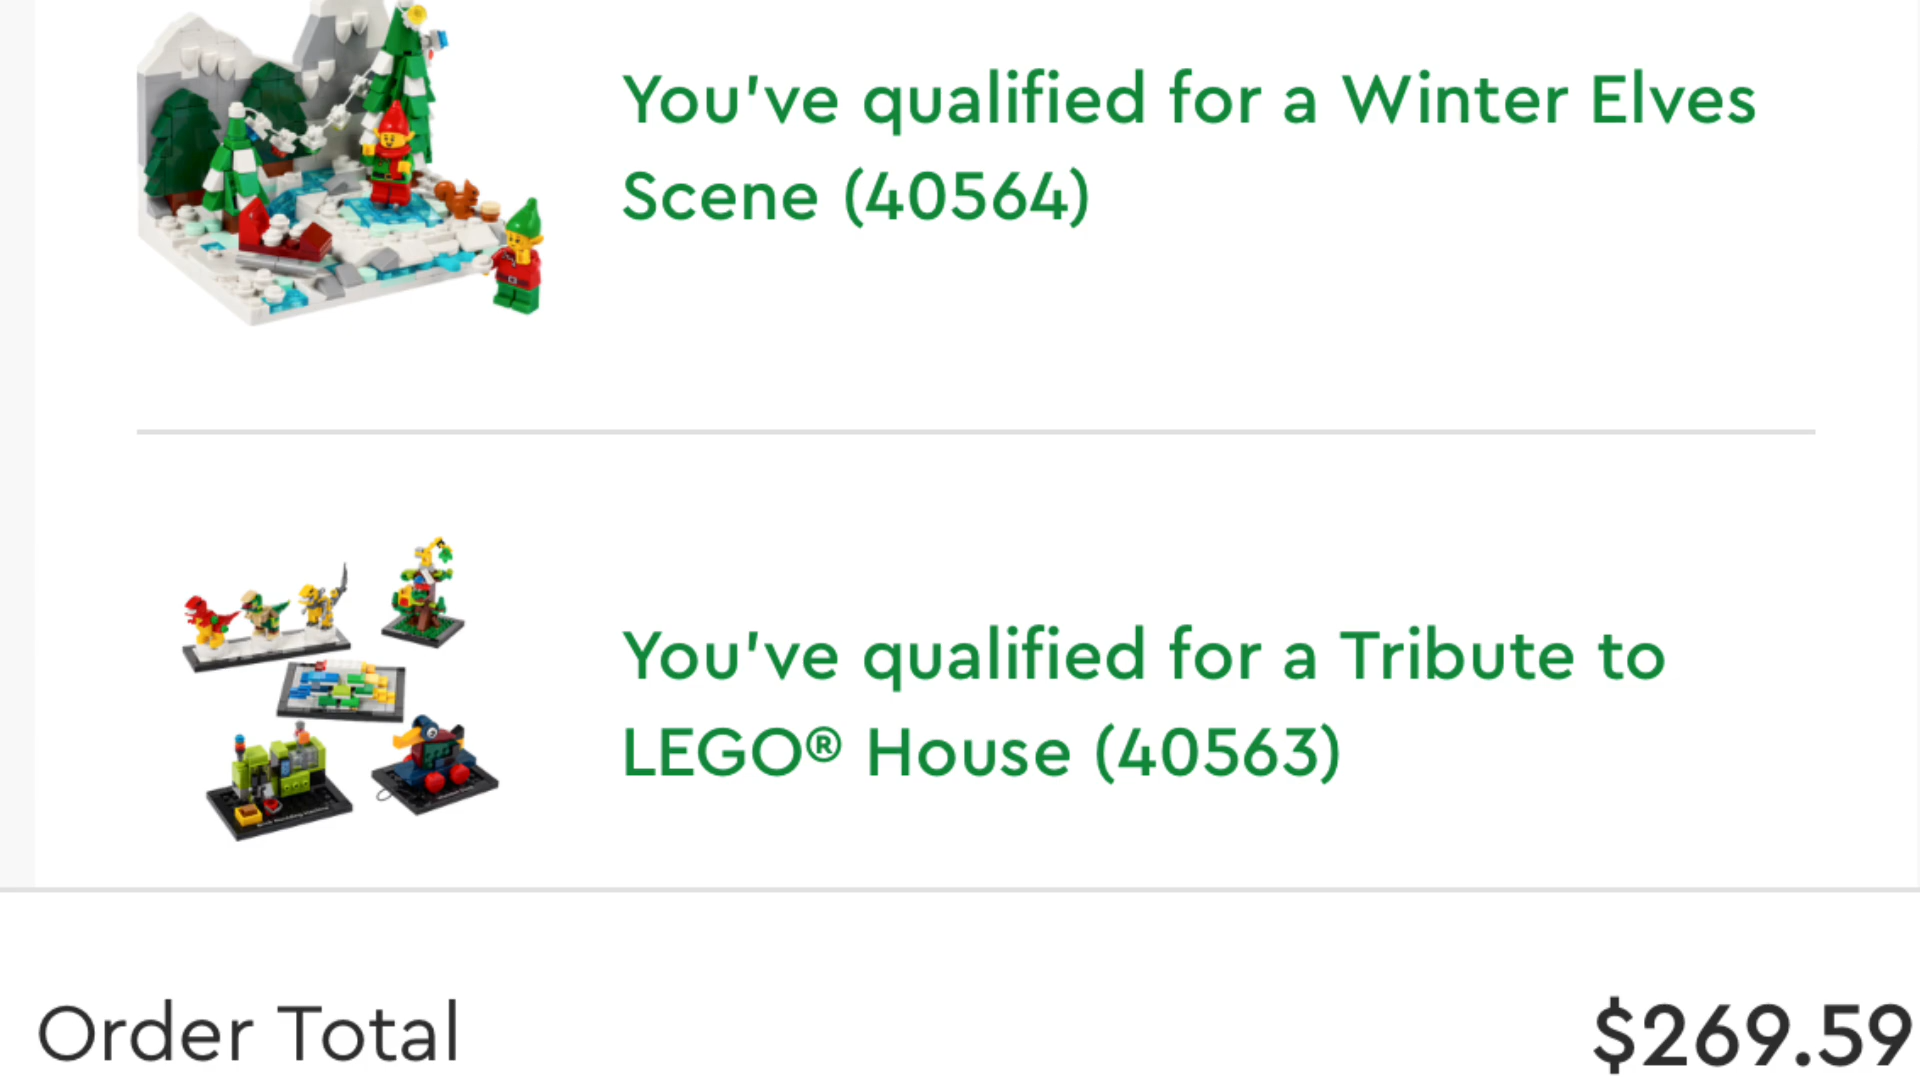 You've qualified for a Winter Elves
Scene (40564)
You've qualified for a Tribute to
LEGO® House (40563)
Order Total
$269.59